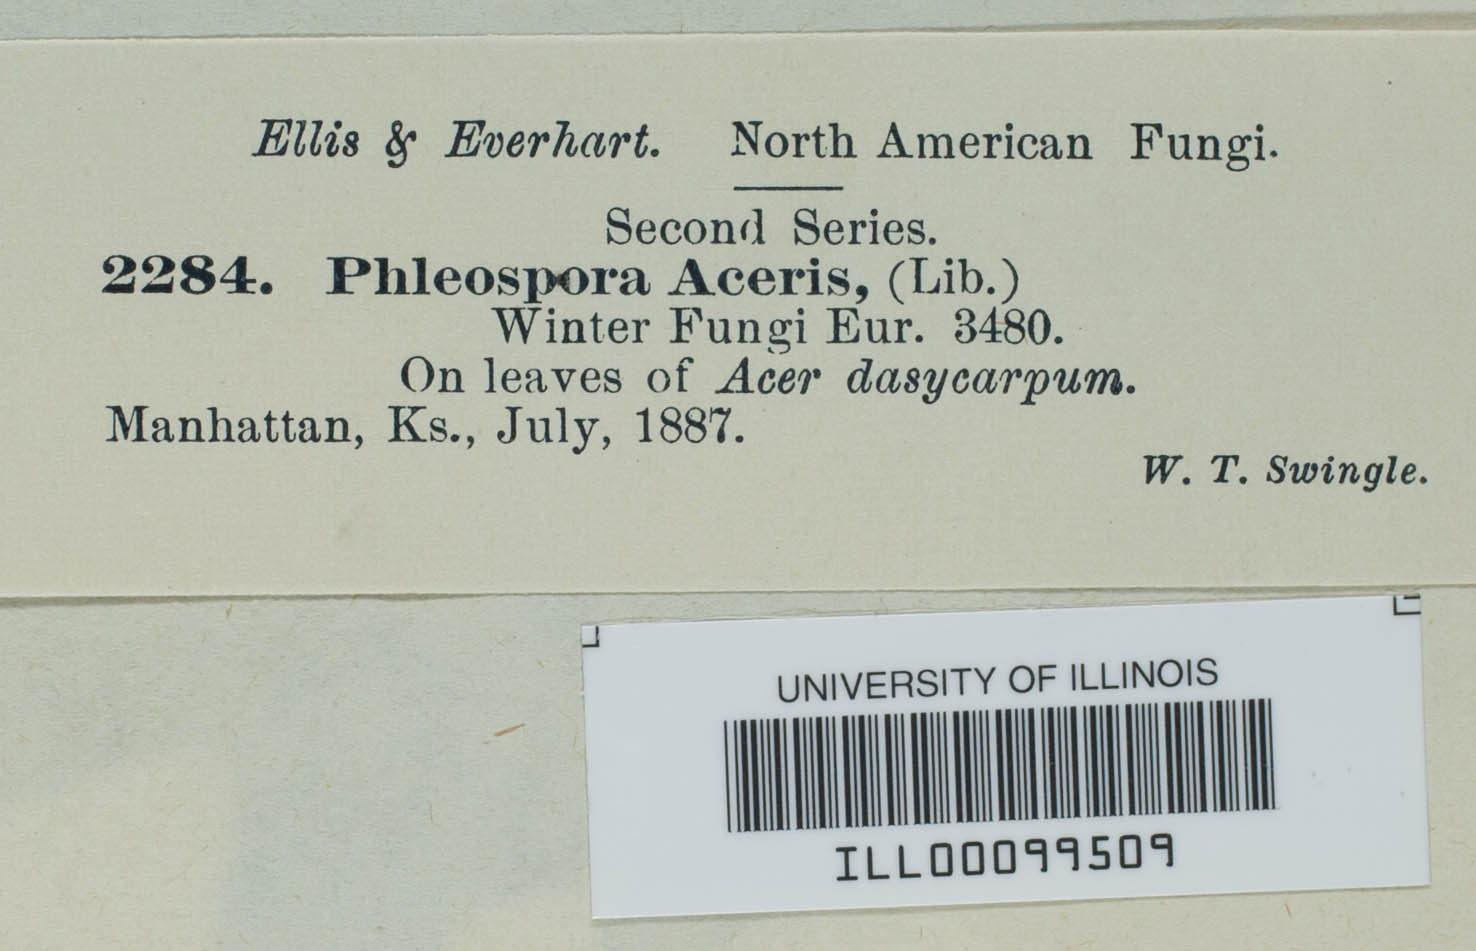 Ellis & Everhart. North American Fungi.
Second Series.
2284. Phleospora Aceris, (Lib.)
Winter Fungi Eur. 3480.
On leaves of Acer dasycarpum.
Manhattan, Ks., July, 1887.
W. T. Swingle.
UNIVERSITY OF ILLINOIS
ILL00099509